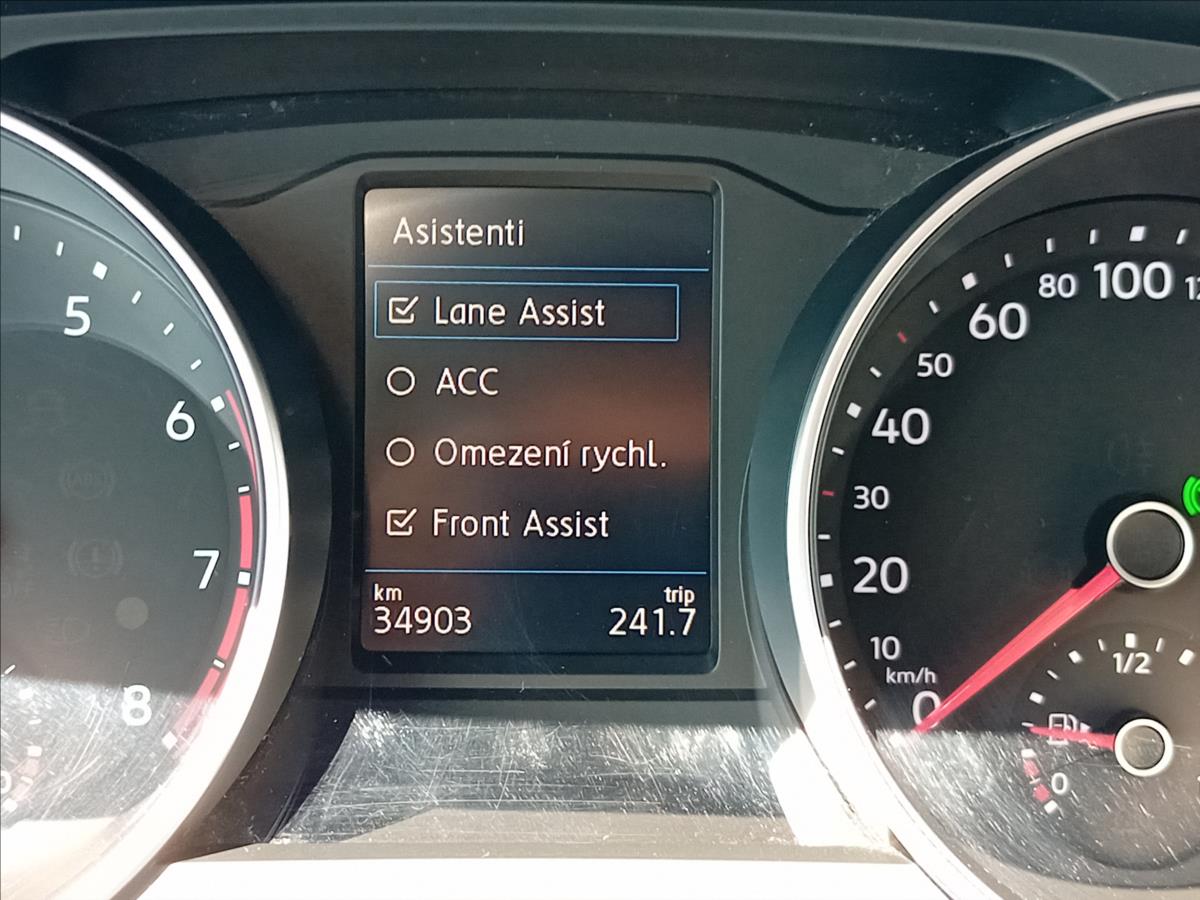 Asistenti
Lane Assist
ACC
Omezení rychl.
Front Assist
km
trip
34903
241.7
5
6
7
8
100
80
60
50
40
30
20
10
km/h
0
1/2
0